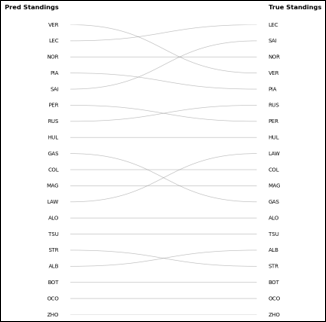 Pred Standings True Standings
VER LEC
LEC SAI
NOR NOR
PIA VER
SAI PIA
PER RUS
RUS PER
HUL HUL
GAS LAW
COL COL
MAG MAG
LAW GAS
ALO ALO
TSU TSU
STR ALB
ALB STR
BOT BOT
OCO OCO
ZHO ZHO